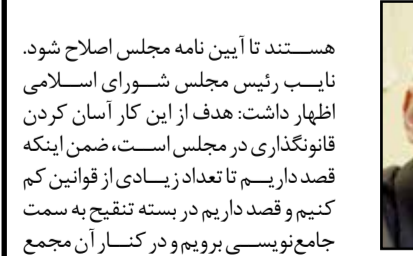 هستند تا آیین نامه مجلس اصلاح شود.
نایب رئیس مجلس شورای اسلامی
اظهار داشت: هدف از این کار آسان کردن
قانونگذاری در مجلس است، ضمن اینکه
قصد داریم تا تعداد زیادی از قوانین کم
کنیم و قصد داریم در بسته تنقیح به سمت
جامع‌نویسی برویم و در کنار آن مجمع